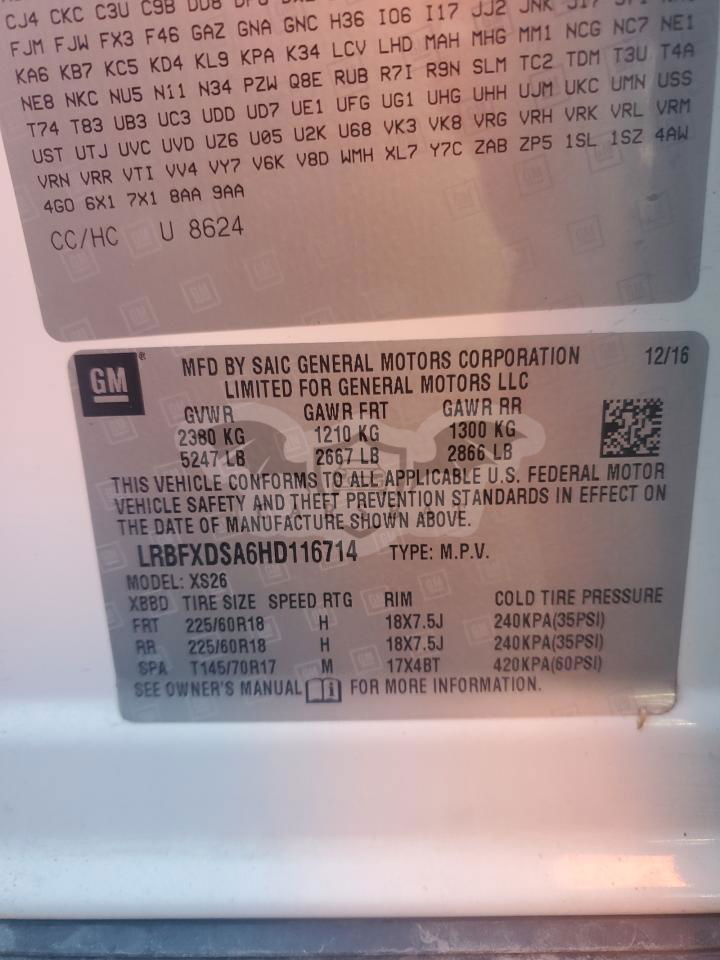 CJ4 CKC C3U C9B DD8
FJM FJW FX3 F46 GAZ GNA GNC H36 I06 I17 JJ2 JNK J17
KA6 KB7 KC5 KD4 KL9 KPA K34 LCV LHD MAH MHG MM1 NCG NC7 NE1
NE8 NKC NU5 N11 N34 PZW Q8E RUB R7I R9N SLM TC2 TDM T3U T4A
T74 T83 UB3 UC3 UDD UD7 UE1 UFG UG1 UHG UHH UJM UKC UMN USS
UST UTJ UVC UVD UZ6 U05 U2K U68 VK3 VK8 VRG VRH VRK VRL VRM
VRN VRR VTI VV4 VY7 V6K V8D WMH XL7 Y7C ZAB ZP5 1SL 1SZ 4AW
4G0 6X1 7X1 8AA 9AA
CC/HC U 8624
GM® MFD BY SAIC GENERAL MOTORS CORPORATION 12/16
LIMITED FOR GENERAL MOTORS LLC
GVWR GAWR FRT GAWR RR
2380 KG 1210 KG 1300 KG
5247 LB 2667 LB 2866 LB
THIS VEHICLE CONFORMS TO ALL APPLICABLE U.S. FEDERAL MOTOR
VEHICLE SAFETY AND THEFT PREVENTION STANDARDS IN EFFECT ON
THE DATE OF MANUFACTURE SHOWN ABOVE.
LRBFXDSA6HD116714 TYPE: M.P.V.
MODEL: XS26
XBBD TIRE SIZE SPEED RTG RIM COLD TIRE PRESSURE
FRT 225/60R18 H 18X7.5J 240KPA(35PSI)
RR 225/60R18 H 18X7.5J 240KPA(35PSI)
SPA T145/70R17 M 17X4BT 420KPA(60PSI)
SEE OWNER'S MANUAL FOR MORE INFORMATION.